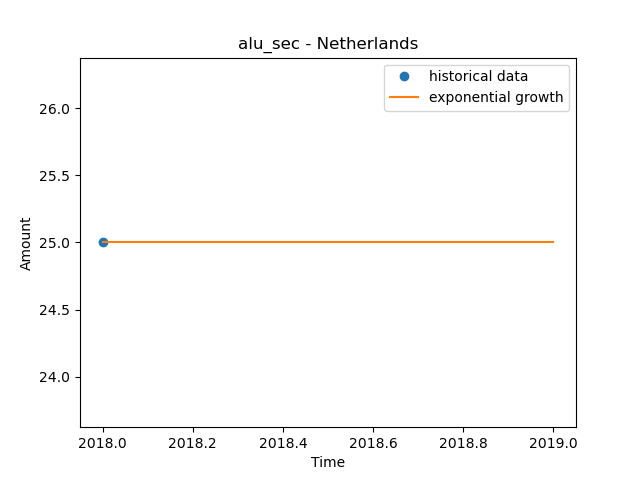 alu_sec - Netherlands
historical data
exponential growth
26.0
25.5
25.0
24.5
24.0
Amount
2018.0 2018.2 2018.4 2018.6 2018.8 2019.0
Time